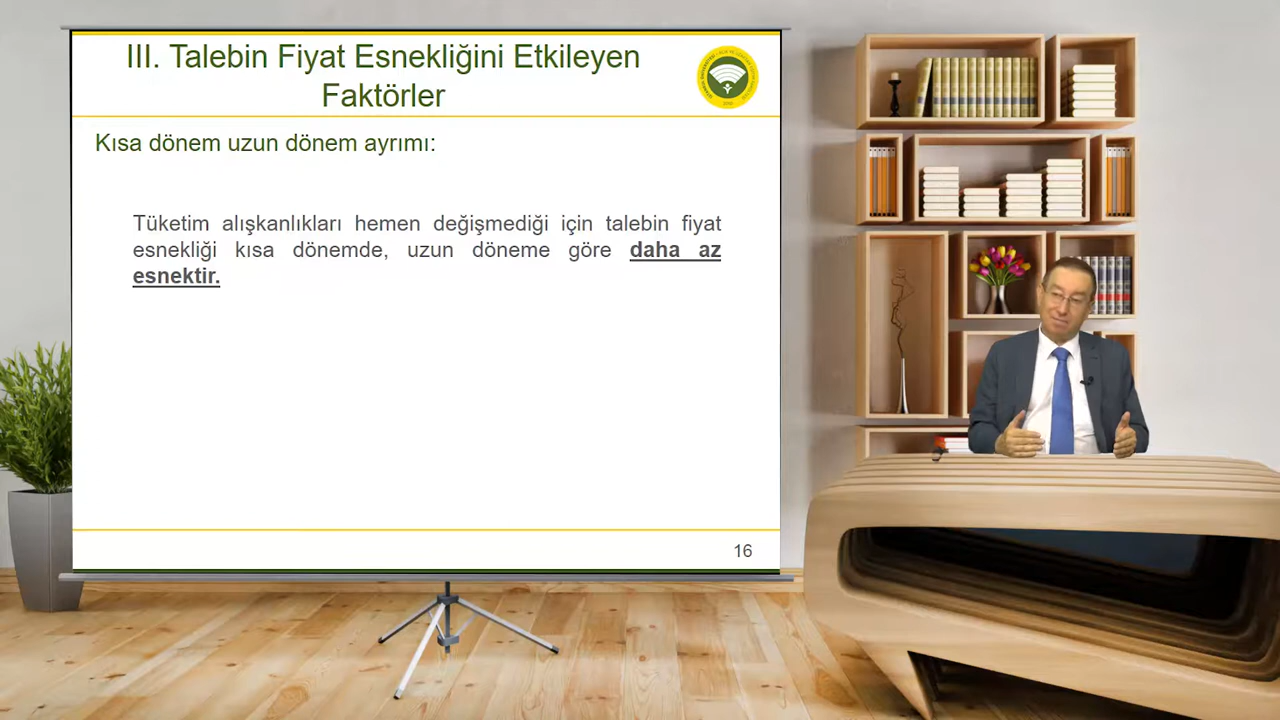 III. Talebin Fiyat Esnekliğini Etkileyen
Faktörler
Kısa dönem uzun dönem ayrımı:
Tüketim alışkanlıkları hemen değişmediği için talebin fiyat
esnekliği kısa dönemde, uzun döneme göre daha az
esnektir.
16